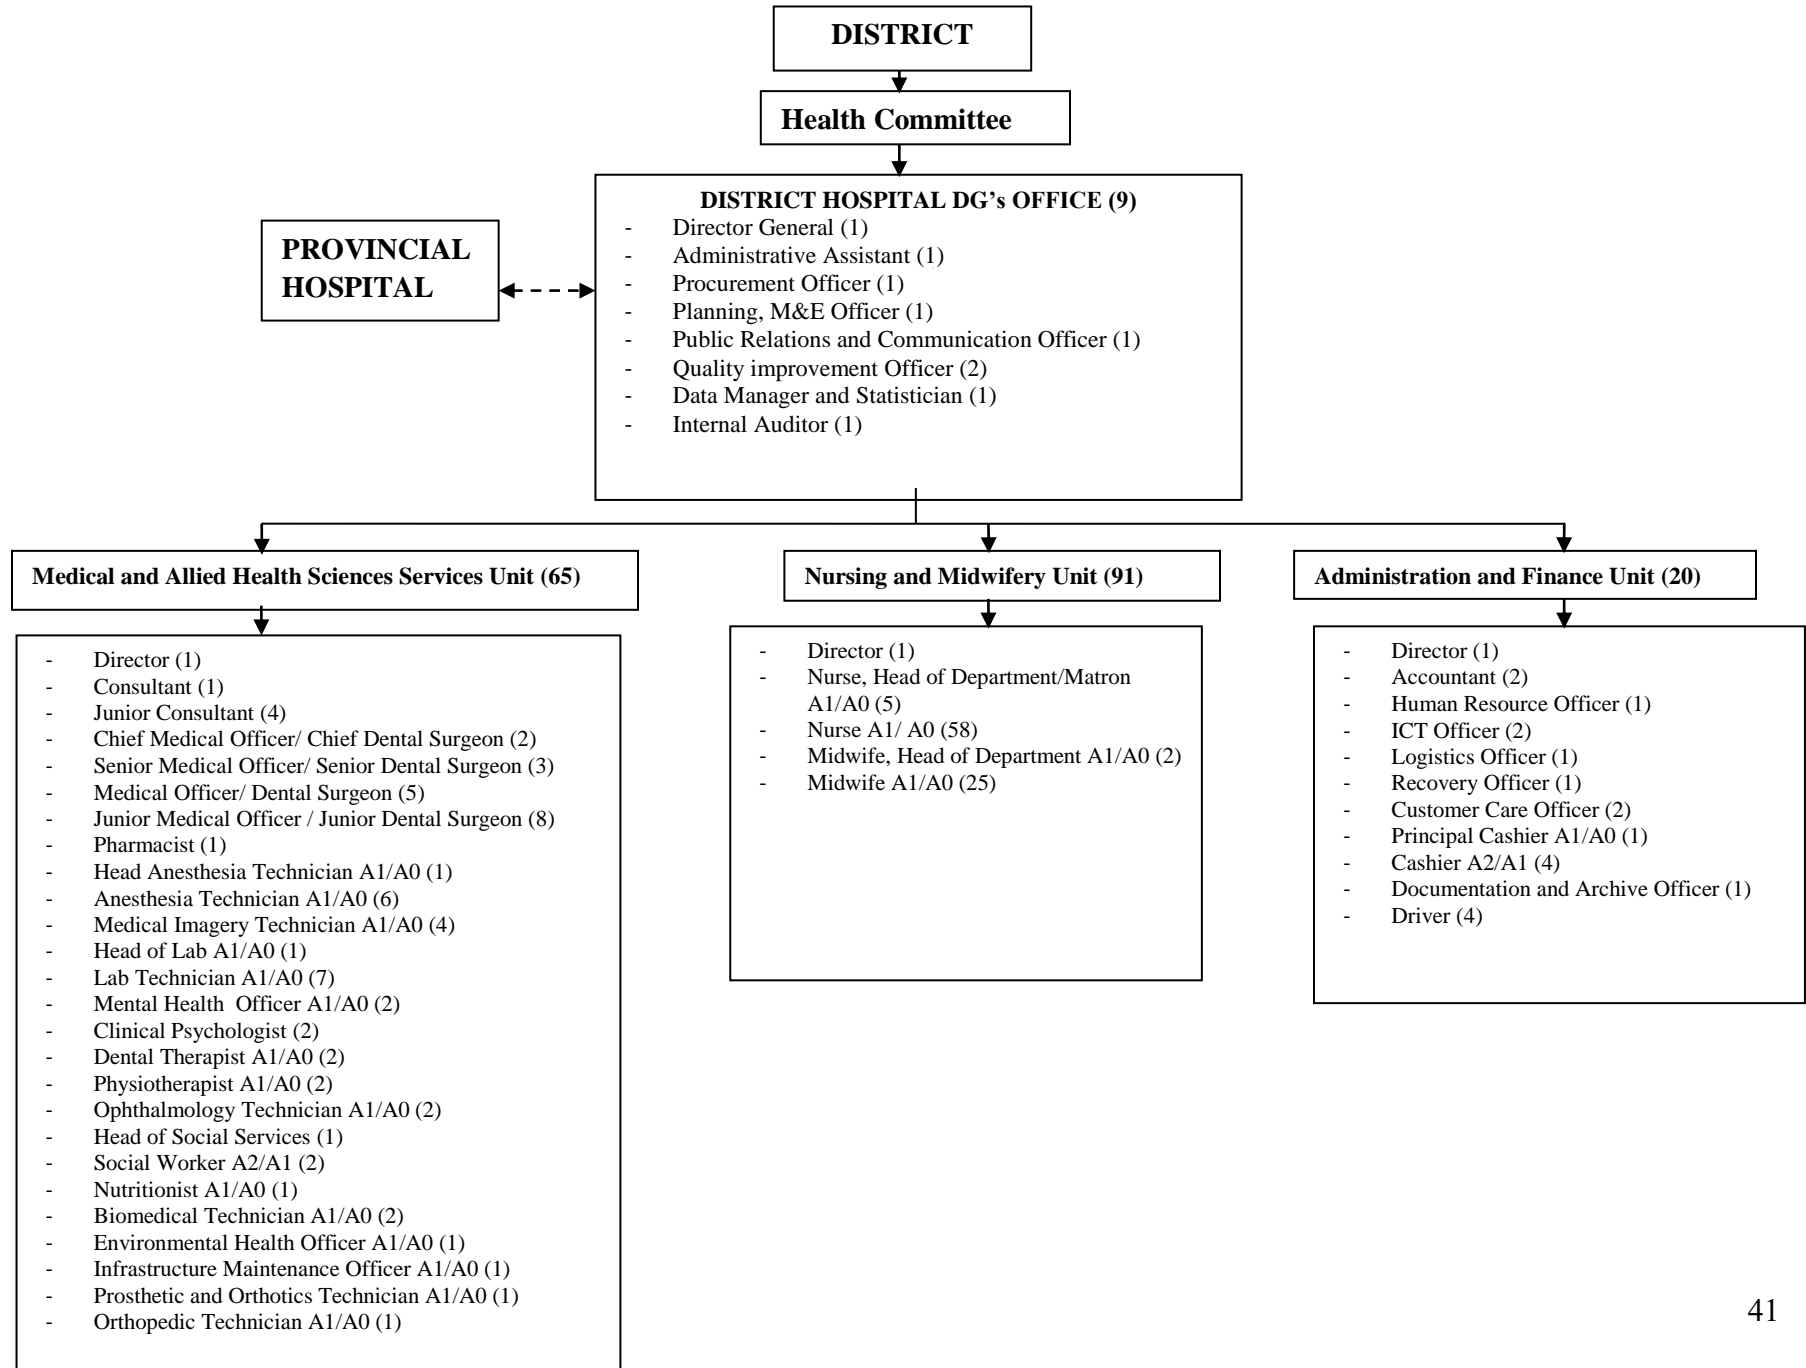 DISTRICT
Health Committee
DISTRICT HOSPITAL DG's OFFICE (9)
- Director General (1)
- Administrative Assistant (1)
- Procurement Officer (1)
- Planning, M&E Officer (1)
- Public Relations and Communication Officer (1)
- Quality improvement Officer (2)
- Data Manager and Statistician (1)
- Internal Auditor (1)
PROVINCIAL
HOSPITAL
Medical and Allied Health Sciences Services Unit (65)
- Director (1)
- Consultant (1)
- Junior Consultant (4)
- Chief Medical Officer/ Chief Dental Surgeon (2)
- Senior Medical Officer/ Senior Dental Surgeon (3)
- Medical Officer/ Dental Surgeon (5)
- Junior Medical Officer / Junior Dental Surgeon (8)
- Pharmacist (1)
- Head Anesthesia Technician A1/A0 (1)
- Anesthesia Technician A1/A0 (6)
- Medical Imagery Technician A1/A0 (4)
- Head of Lab A1/A0 (1)
- Lab Technician A1/A0 (7)
- Mental Health Officer A1/A0 (2)
- Clinical Psychologist (2)
- Dental Therapist A1/A0 (2)
- Physiotherapist A1/A0 (2)
- Ophthalmology Technician A1/A0 (2)
- Head of Social Services (1)
- Social Worker A2/A1 (2)
- Nutritionist A1/A0 (1)
- Biomedical Technician A1/A0 (2)
- Environmental Health Officer A1/A0 (1)
- Infrastructure Maintenance Officer A1/A0 (1)
- Prosthetic and Orthotics Technician A1/A0 (1)
- Orthopedic Technician A1/A0 (1)
Nursing and Midwifery Unit (91)
- Director (1)
- Nurse, Head of Department/Matron
A1/A0 (5)
- Nurse A1/ A0 (58)
- Midwife, Head of Department A1/A0 (2)
- Midwife A1/A0 (25)
Administration and Finance Unit (20)
- Director (1)
- Accountant (2)
- Human Resource Officer (1)
- ICT Officer (2)
- Logistics Officer (1)
- Recovery Officer (1)
- Customer Care Officer (2)
- Principal Cashier A1/A0 (1)
- Cashier A2/A1 (4)
- Documentation and Archive Officer (1)
- Driver (4)
41